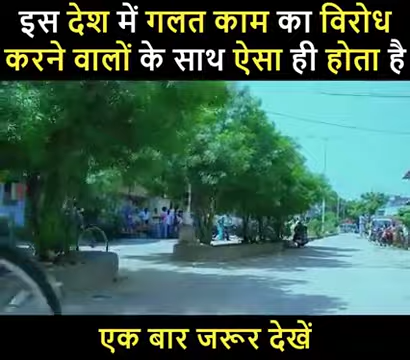 इस देश में गलत काम का विरोध
करने वालों के साथ ऐसा ही होता है
एक बार जरूर देखें